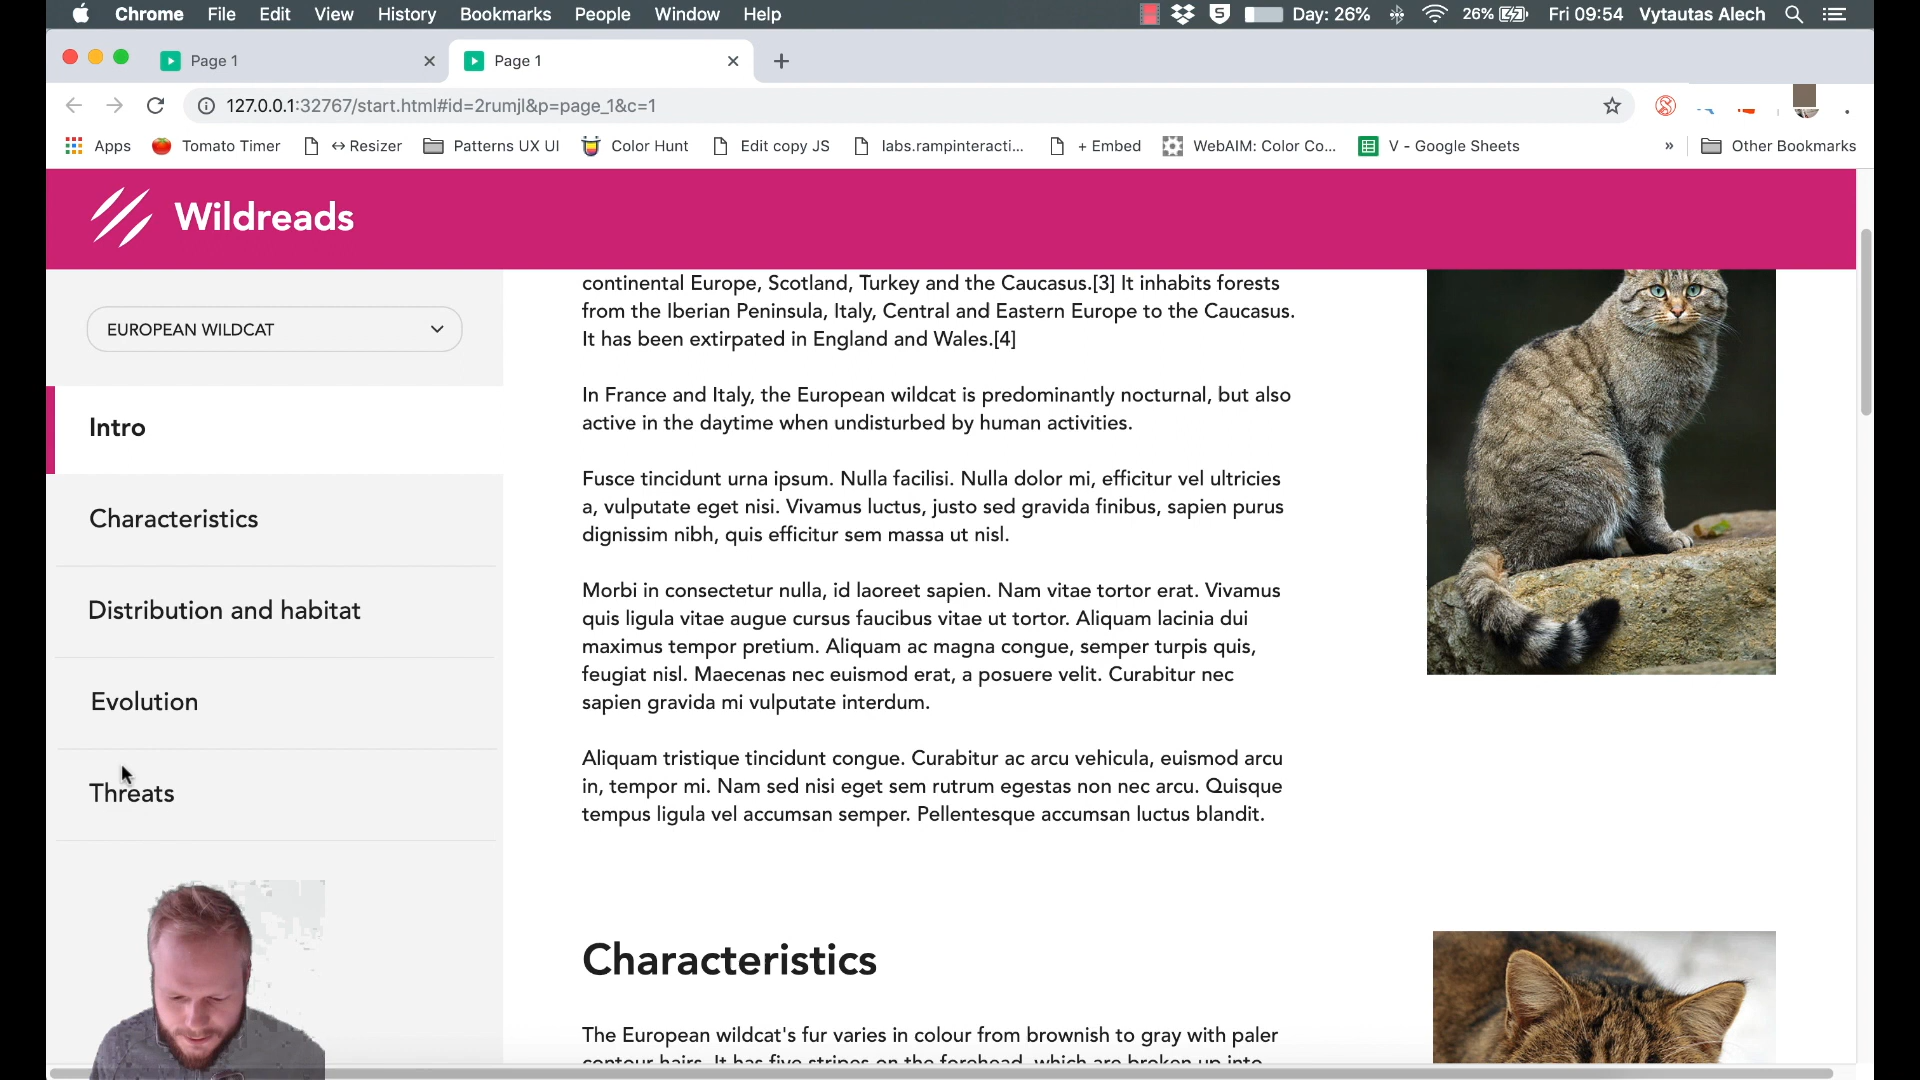 Chrome File Edit View History Bookmarks People Window Help
S Day: 26% 26% Fri 09:54 Vytautas Alech
Page 1
Page 1
127.0.0.1:32767/start.html#id=2rumjl&p=page_1&c=1
Apps Tomato Timer ↔ Resizer Patterns UX UI Color Hunt Edit copy JS labs.rampinteracti... + Embed WebAIM: Color Co... V - Google Sheets » Other Bookmarks
Wildreads
EUROPEAN WILDCAT
Intro
Characteristics
Distribution and habitat
Evolution
Threats
continental Europe, Scotland, Turkey and the Caucasus.[3] It inhabits forests
from the Iberian Peninsula, Italy, Central and Eastern Europe to the Caucasus.
It has been extirpated in England and Wales.[4]
In France and Italy, the European wildcat is predominantly nocturnal, but also
active in the daytime when undisturbed by human activities.
Fusce tincidunt urna ipsum. Nulla facilisi. Nulla dolor mi, efficitur vel ultricies
a, vulputate eget nisi. Vivamus luctus, justo sed gravida finibus, sapien purus
dignissim nibh, quis efficitur sem massa ut nisl.
Morbi in consectetur nulla, id laoreet sapien. Nam vitae tortor erat. Vivamus
quis ligula vitae augue cursus faucibus vitae ut tortor. Aliquam lacinia dui
maximus tempor pretium. Aliquam ac magna congue, semper turpis quis,
feugiat nisl. Maecenas nec euismod erat, a posuere velit. Curabitur nec
sapien gravida mi vulputate interdum.
Aliquam tristique tincidunt congue. Curabitur ac arcu vehicula, euismod arcu
in, tempor mi. Nam sed nisi eget sem rutrum egestas non nec arcu. Quisque
tempus ligula vel accumsan semper. Pellentesque accumsan luctus blandit.
Characteristics
The European wildcat's fur varies in colour from brownish to gray with paler
contour hairs. It has five stripes on the forehead, which are broken up into